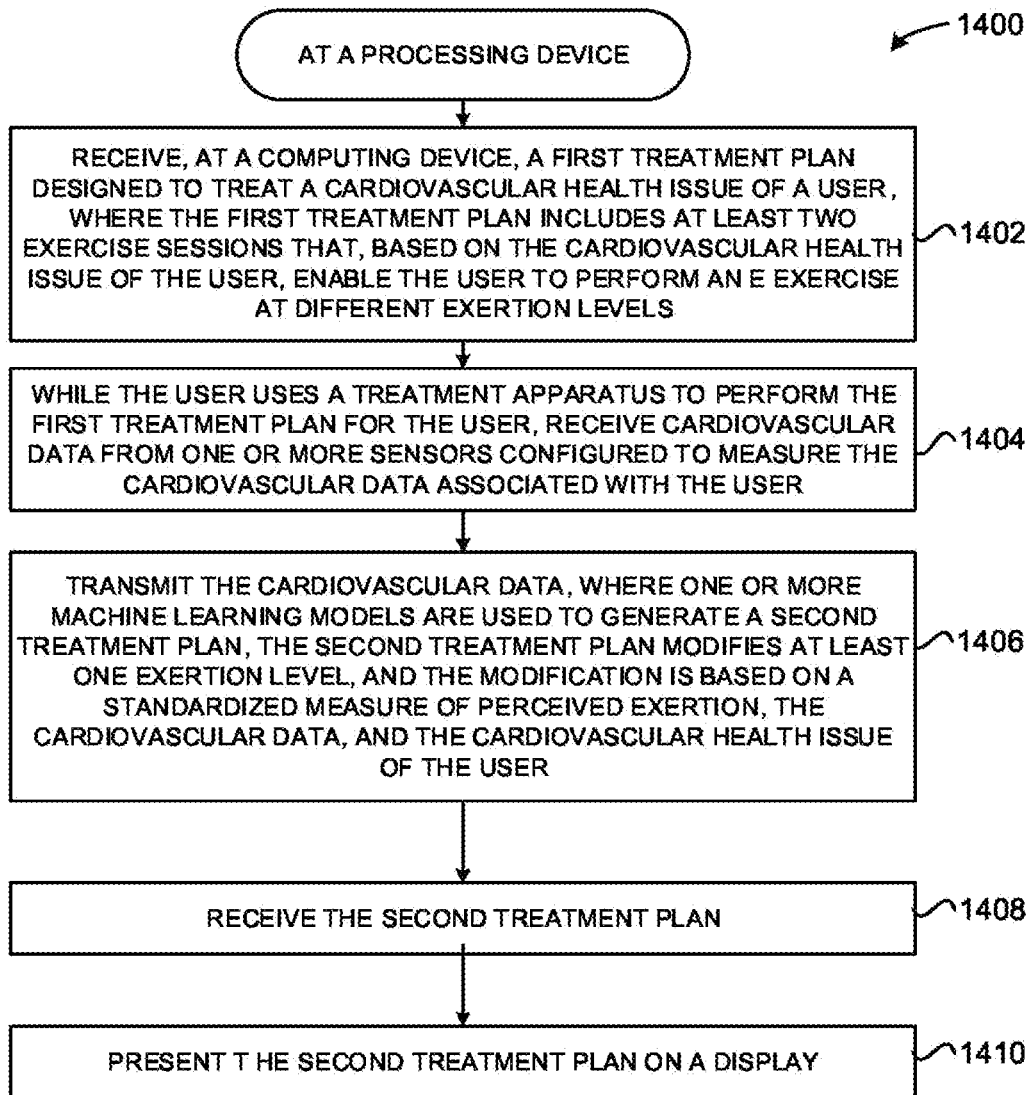 1400
AT A PROCESSING DEVICE
RECEIVE, AT A COMPUTING DEVICE, A FIRST TREATMENT PLAN
DESIGNED TO TREAT A CARDIOVASCULAR HEALTH ISSUE OF A USER,
WHERE THE FIRST TREATMENT PLAN INCLUDES AT LEAST TWO
EXERCISE SESSIONS THAT, BASED ON THE CARDIOVASCULAR HEALTH
ISSUE OF THE USER, ENABLE THE USER TO PERFORM AN E EXERCISE
AT DIFFERENT EXERTION LEVELS
1402
WHILE THE USER USES A TREATMENT APPARATUS TO PERFORM THE
FIRST TREATMENT PLAN FOR THE USER, RECEIVE CARDIOVASCULAR
DATA FROM ONE OR MORE SENSORS CONFIGURED TO MEASURE THE
CARDIOVASCULAR DATA ASSOCIATED WITH THE USER
1404
TRANSMIT THE CARDIOVASCULAR DATA, WHERE ONE OR MORE
MACHINE LEARNING MODELS ARE USED TO GENERATE A SECOND
TREATMENT PLAN, THE SECOND TREATMENT PLAN MODIFIES AT LEAST
ONE EXERTION LEVEL, AND THE MODIFICATION IS BASED ON A
STANDARDIZED MEASURE OF PERCEIVED EXERTION, THE
CARDIOVASCULAR DATA, AND THE CARDIOVASCULAR HEALTH ISSUE
OF THE USER
1406
RECEIVE THE SECOND TREATMENT PLAN
1408
PRESENT T HE SECOND TREATMENT PLAN ON A DISPLAY
1410